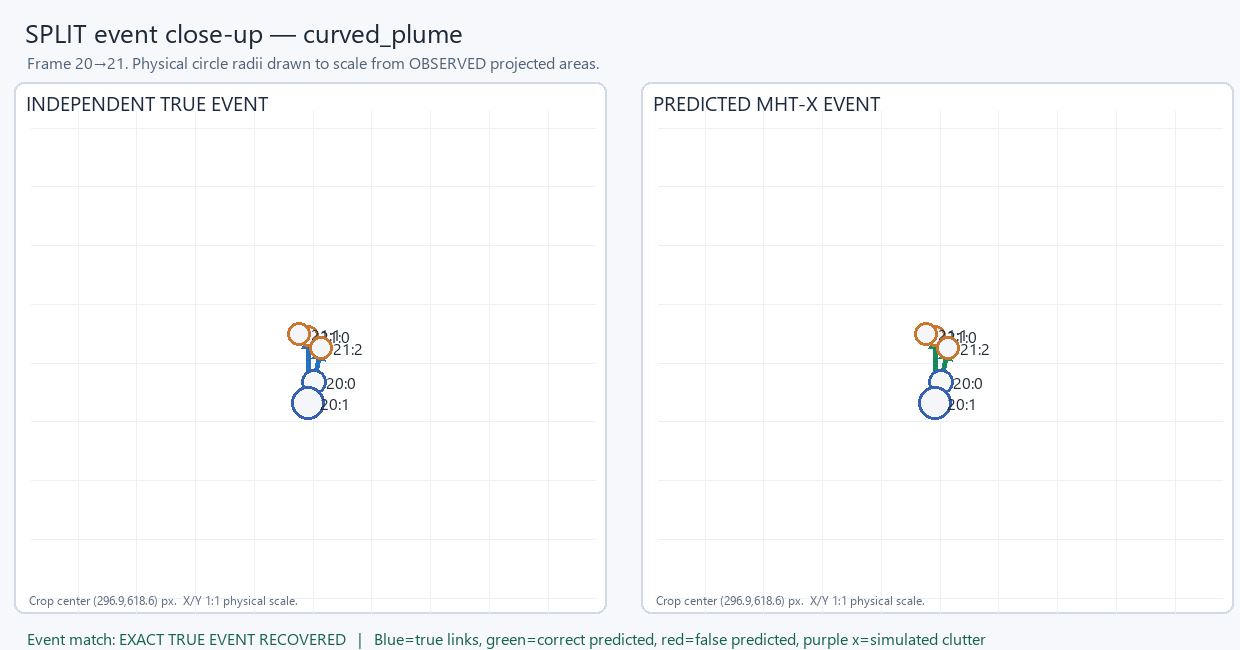 SPLIT event close-up — curved_plume
Frame 20→21. Physical circle radii drawn to scale from OBSERVED projected areas.
INDEPENDENT TRUE EVENT
21:2
20:0
20:1
Crop center (296.9,618.6) px. X/Y 1:1 physical scale.
PREDICTED MHT-X EVENT
21:2
20:0
20:1
Crop center (296.9,618.6) px. X/Y 1:1 physical scale.
Event match: EXACT TRUE EVENT RECOVERED | Blue=true links, green=correct predicted, red=false predicted, purple x=simulated clutter